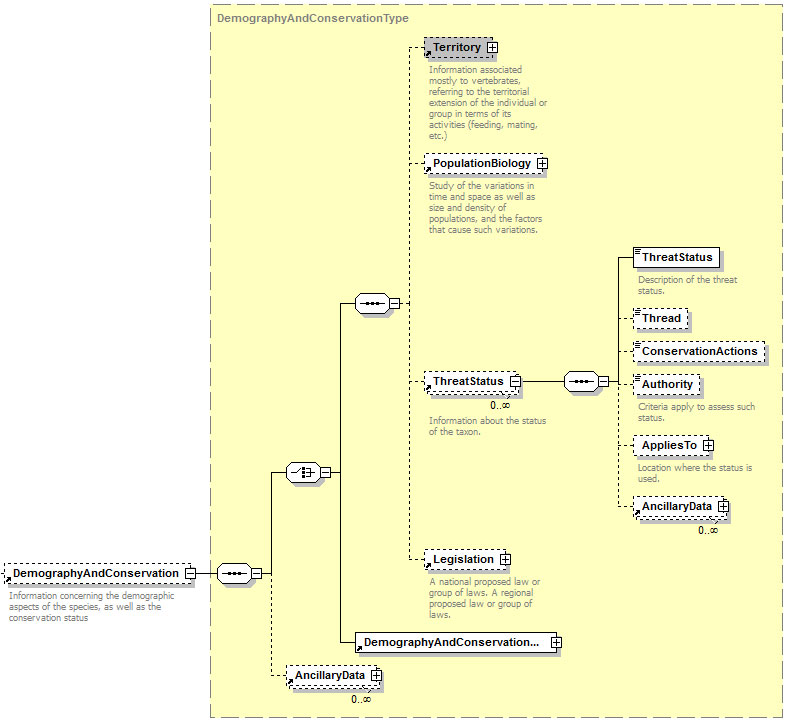 DemographyAndConservationType
Territory
Information associated
mostly to vertebrates,
referring to the territorial
extension of the individual or
group in terms of its
activities (feeding, mating,
etc.)
PopulationBiology
Study of the variations in
time and space as well as
size and density of
populations, and the factors
that cause such variations.
ThreatStatus
0..∞
Information about the status
of the taxon.
ThreatStatus
Description of the threat
status.
Thread
ConservationActions
Authority
Criteria apply to assess such
status.
AppliesTo
Location where the status is
used.
AncillaryData
0..∞
Legislation
A national proposed law or
group of laws. A regional
proposed law or group of
laws.
DemographyAndConservation
Information concerning the demographic
aspects of the species, as well as the
conservation status
DemographyAndConservation...
AncillaryData
0..∞